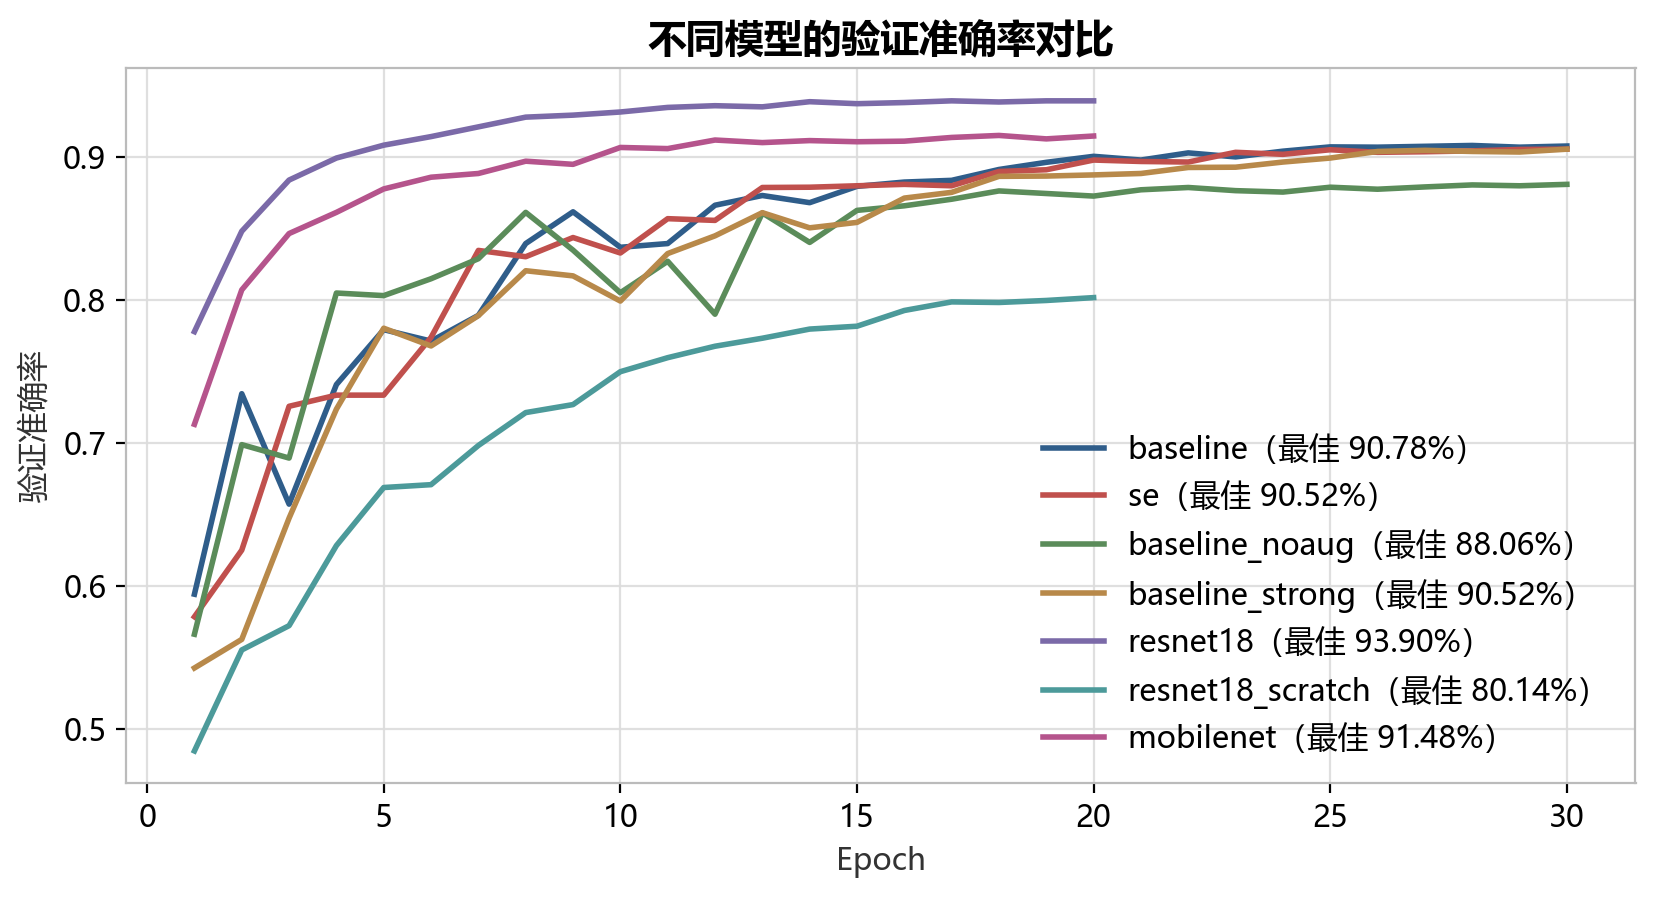 不同模型的验证准确率对比
验证准确率
0.9
0.8
0.7
0.6
0.5
baseline（最佳 90.78%）
se（最佳 90.52%）
baseline_noaug（最佳 88.06%）
baseline_strong（最佳 90.52%）
resnet18（最佳 93.90%）
resnet18_scratch（最佳 80.14%）
mobilenet（最佳 91.48%）
0 5 10 15 20 25 30
Epoch